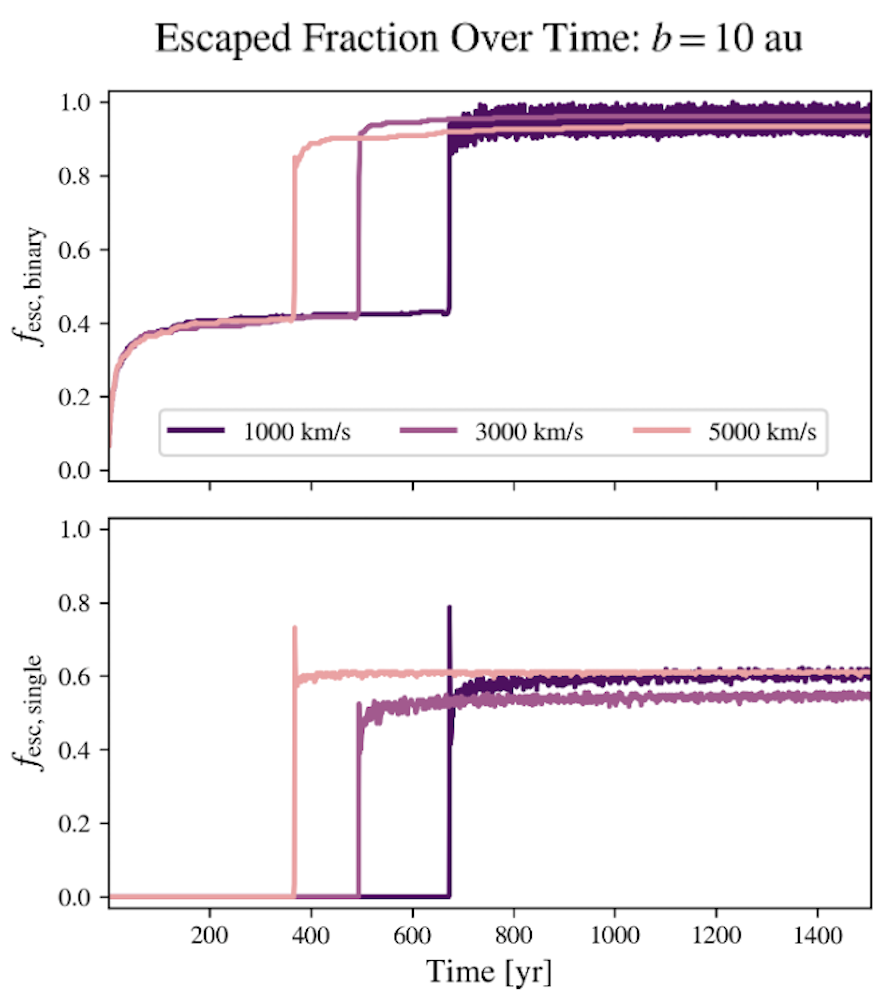 Escaped Fraction Over Time: b = 10 au
1.0
0.8
0.6
0.4
0.2
0.0
f_esc, binary
1000 km/s 3000 km/s 5000 km/s
1.0
0.8
0.6
0.4
0.2
0.0
f_esc, single
200 400 600 800 1000 1200 1400
Time [yr]